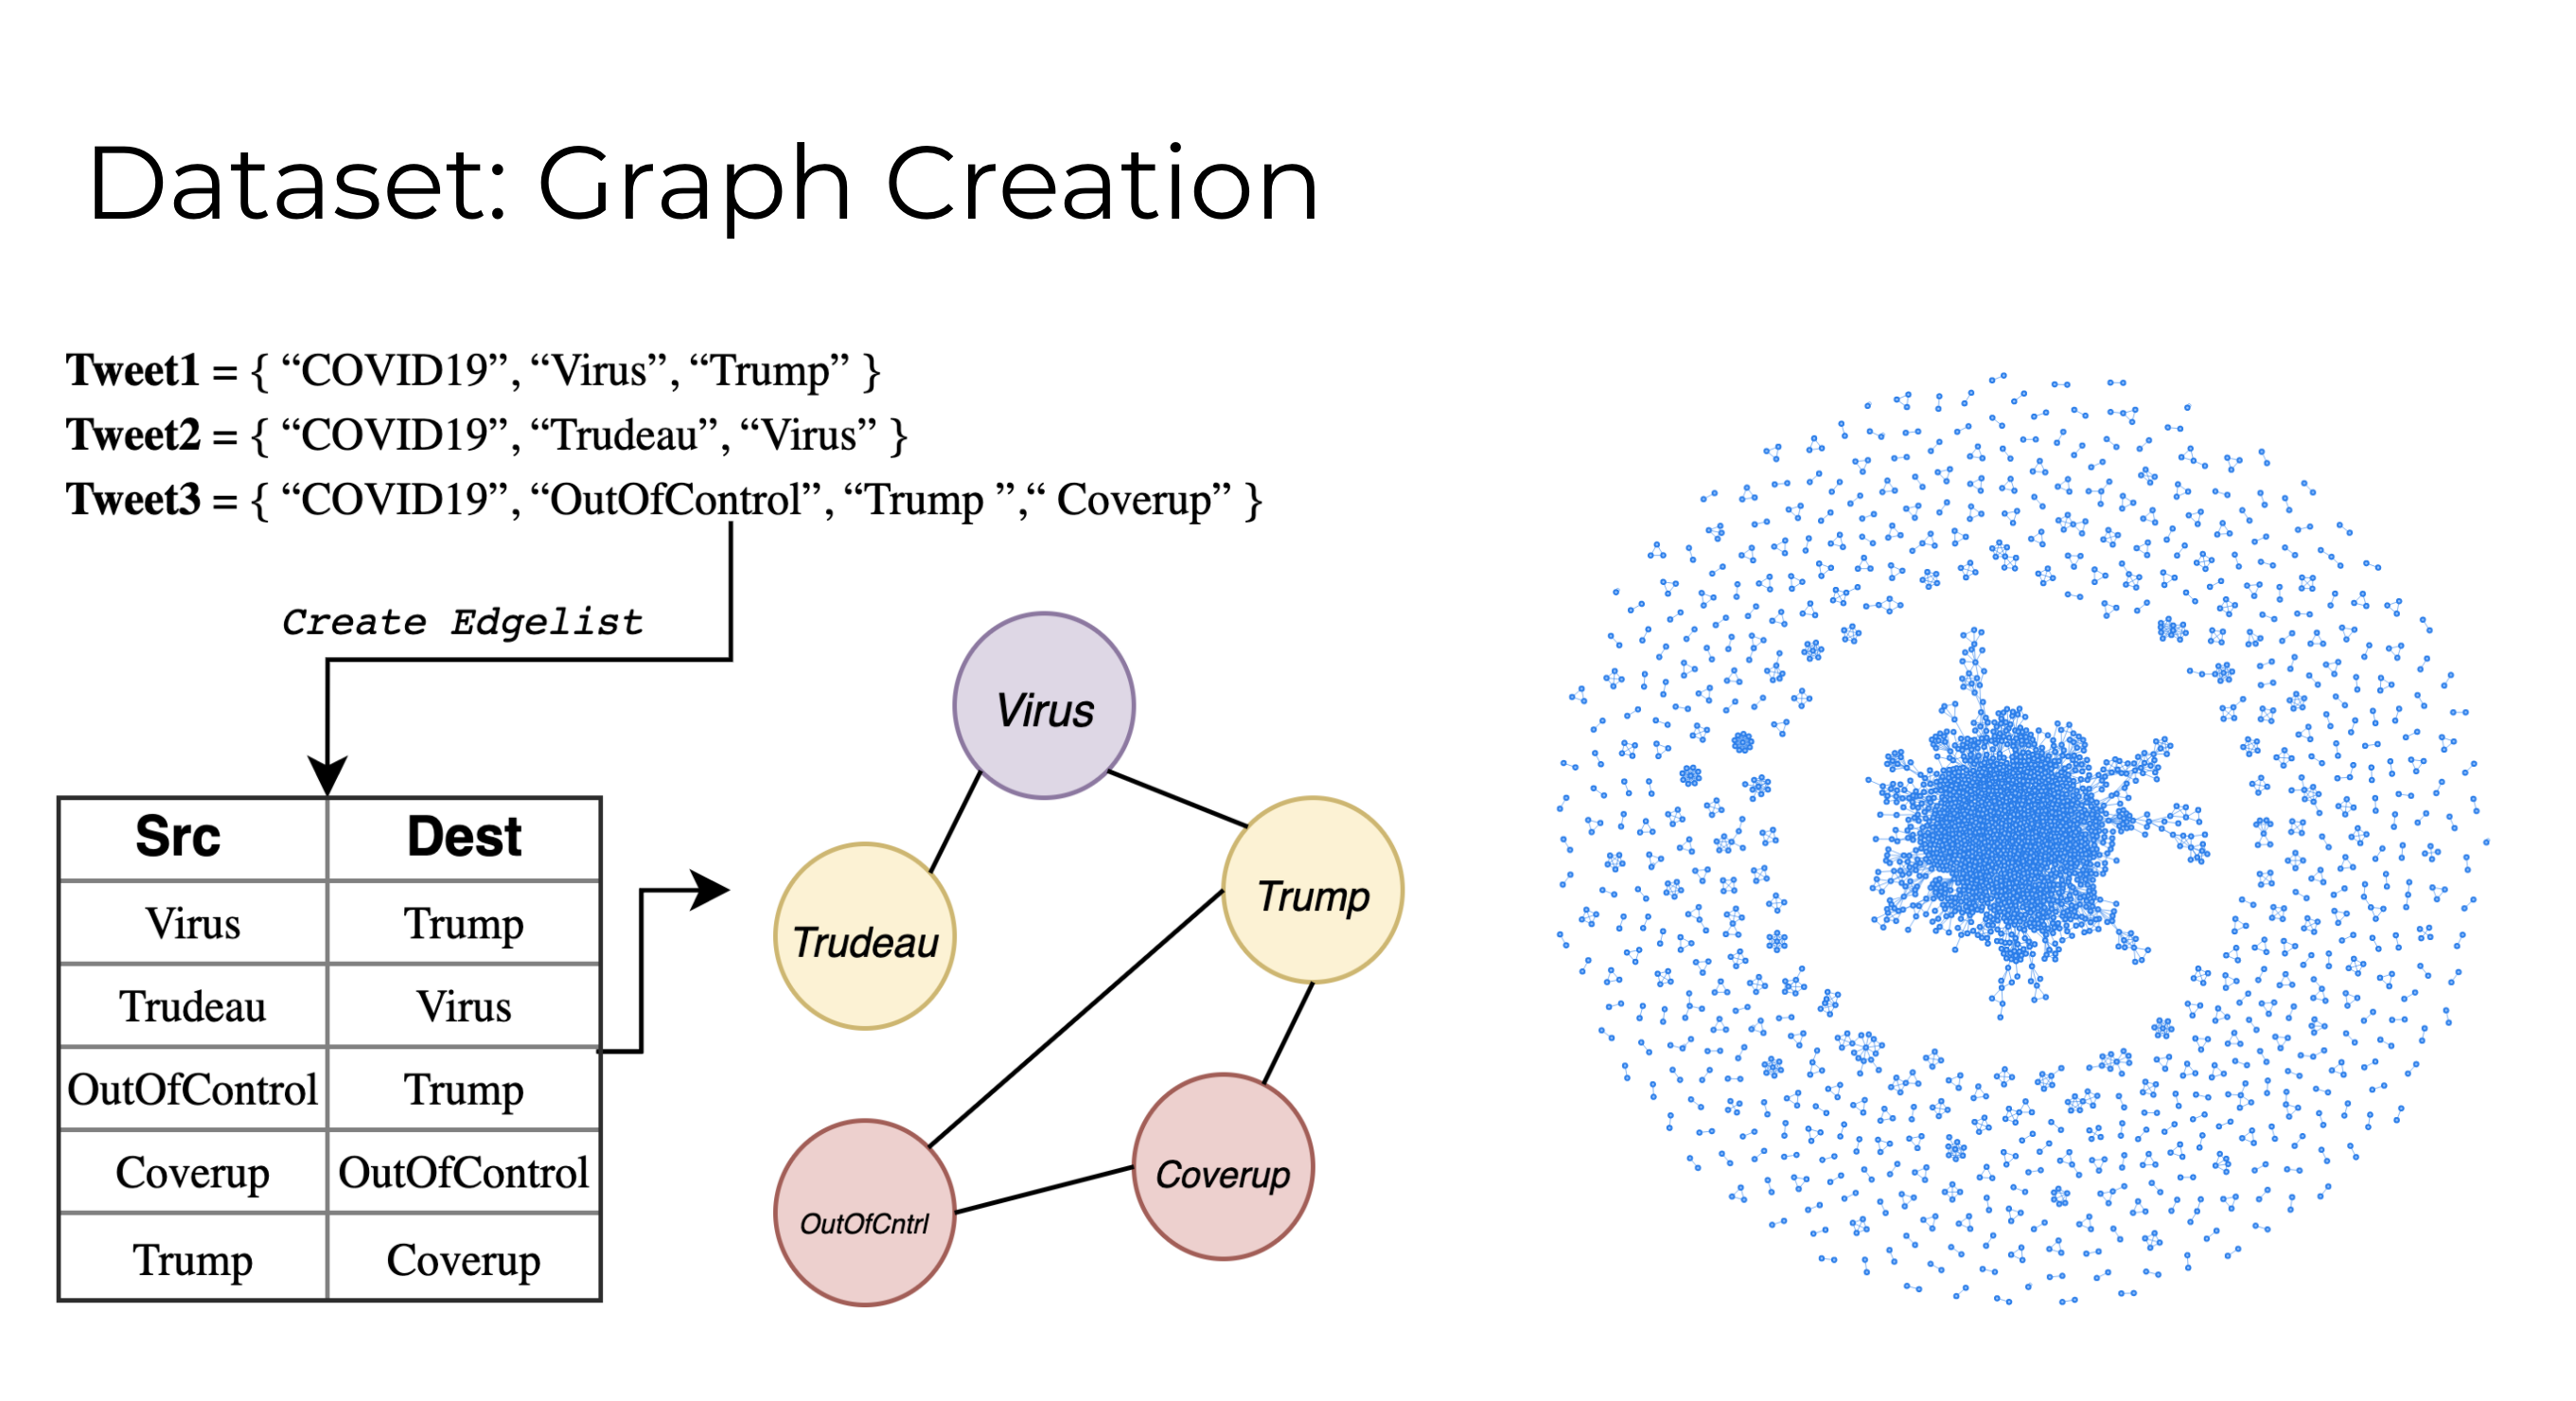 Dataset: Graph Creation
Tweet1 = { “COVID19”, “Virus”, “Trump” }
Tweet2 = { “COVID19”, “Trudeau”, “Virus” }
Tweet3 = { “COVID19”, “OutOfControl”, “Trump ”,“ Coverup” }
Create Edgelist
Src Dest
Virus Trump
Trudeau Virus
OutOfControl Trump
Coverup OutOfControl
Trump Coverup
Virus
Trump
Trudeau
Coverup
OutOfCntrl